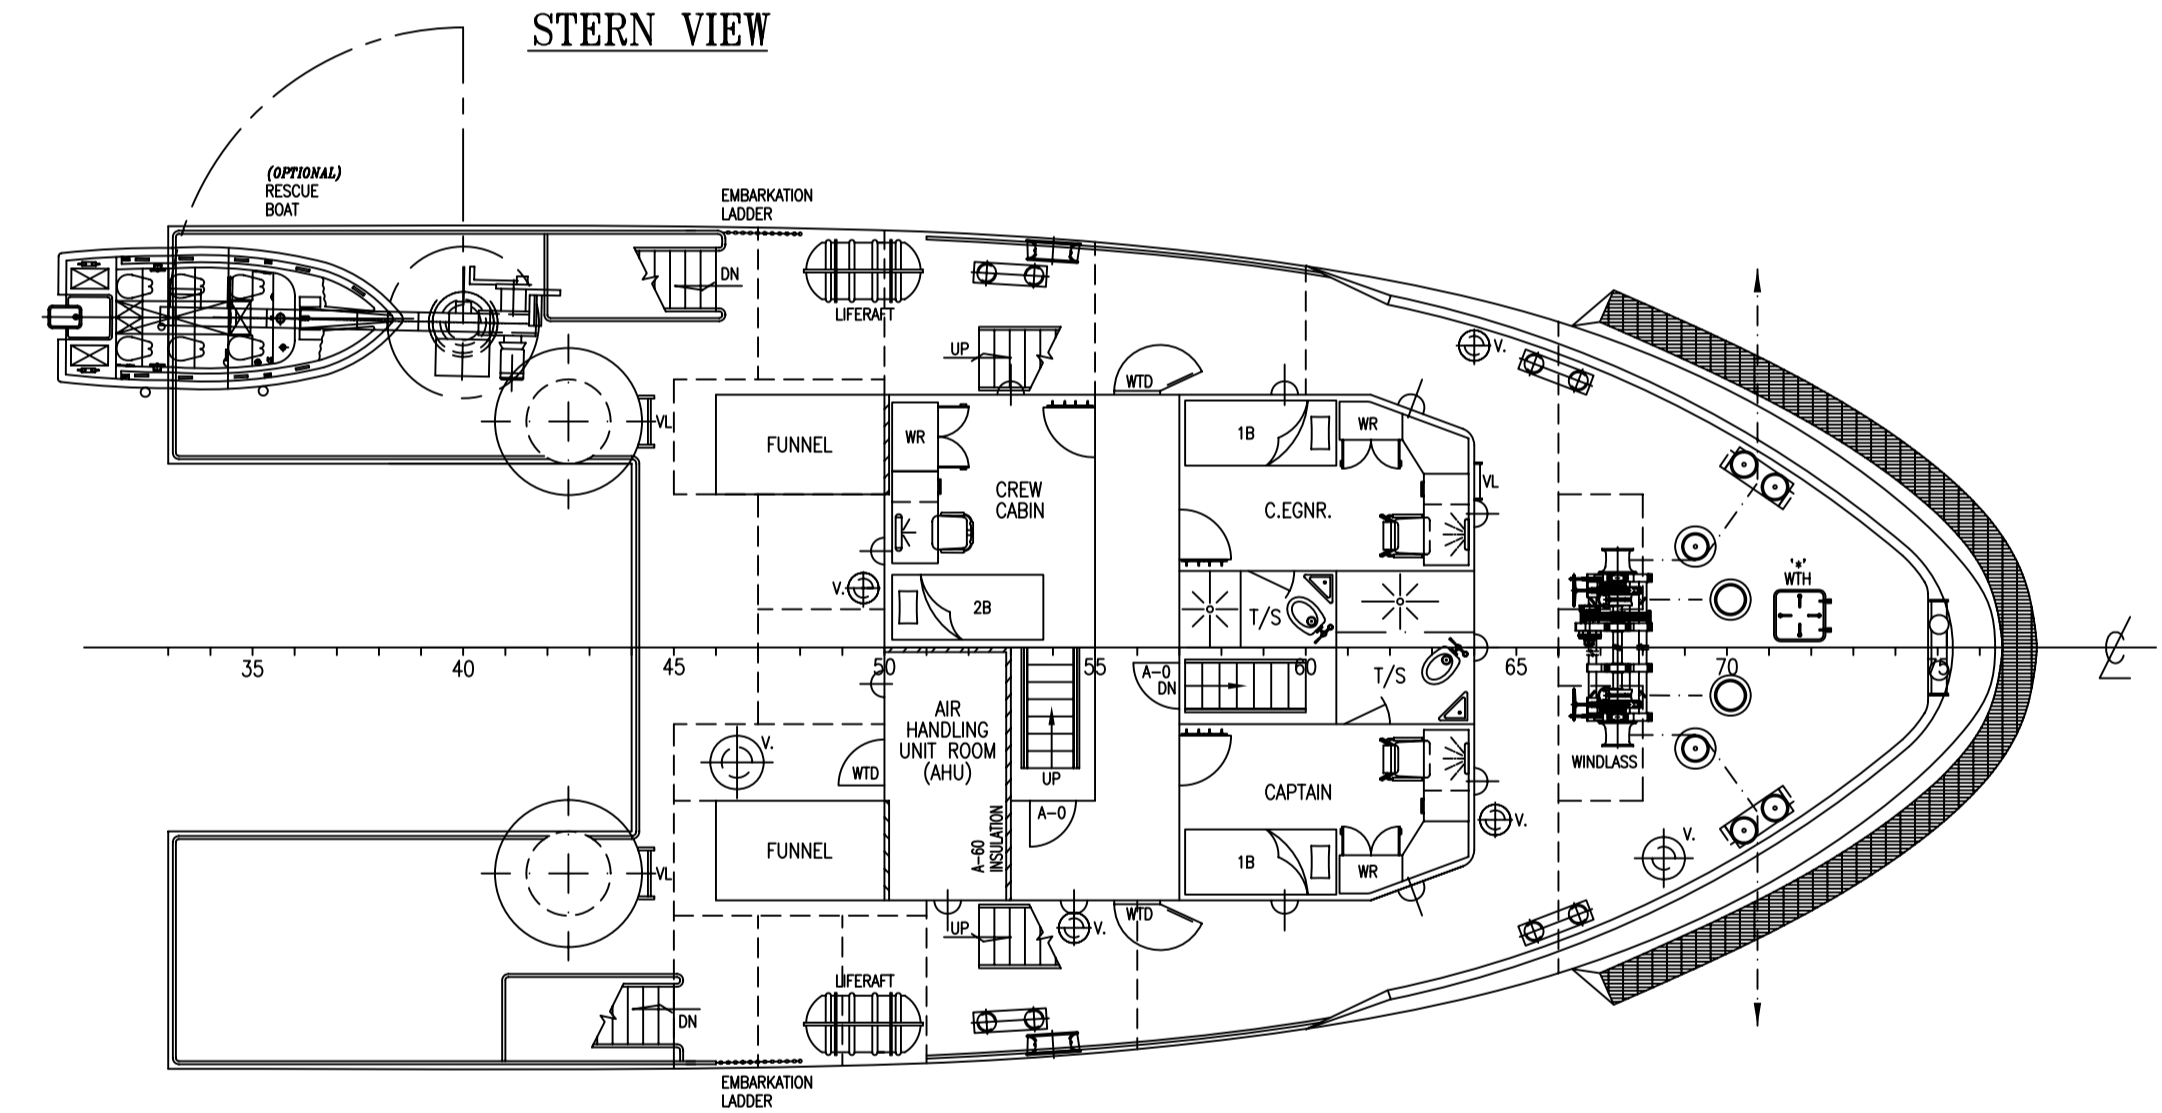 STERN VIEW
(OPTIONAL)
RESCUE
BOAT
EMBARKATION
LADDER
DN
LIFERAFT
UP
WTD
V.
VL
FUNNEL
WR
CREW
CABIN
1B
WR
VL
C.EGNR.
V.
2B
T/S
'*'
WTH
35
40
45
50
55
60
65
70
75
A-0
DN
T/S
AIR
HANDLING
UNIT ROOM
(AHU)
V.
WTD
UP
WINDLASS
CAPTAIN
A-0
V.
FUNNEL
A-60
INSULATION
1B
WR
V.
VL
UP
V.
WTD
LIFERAFT
DN
EMBARKATION
LADDER